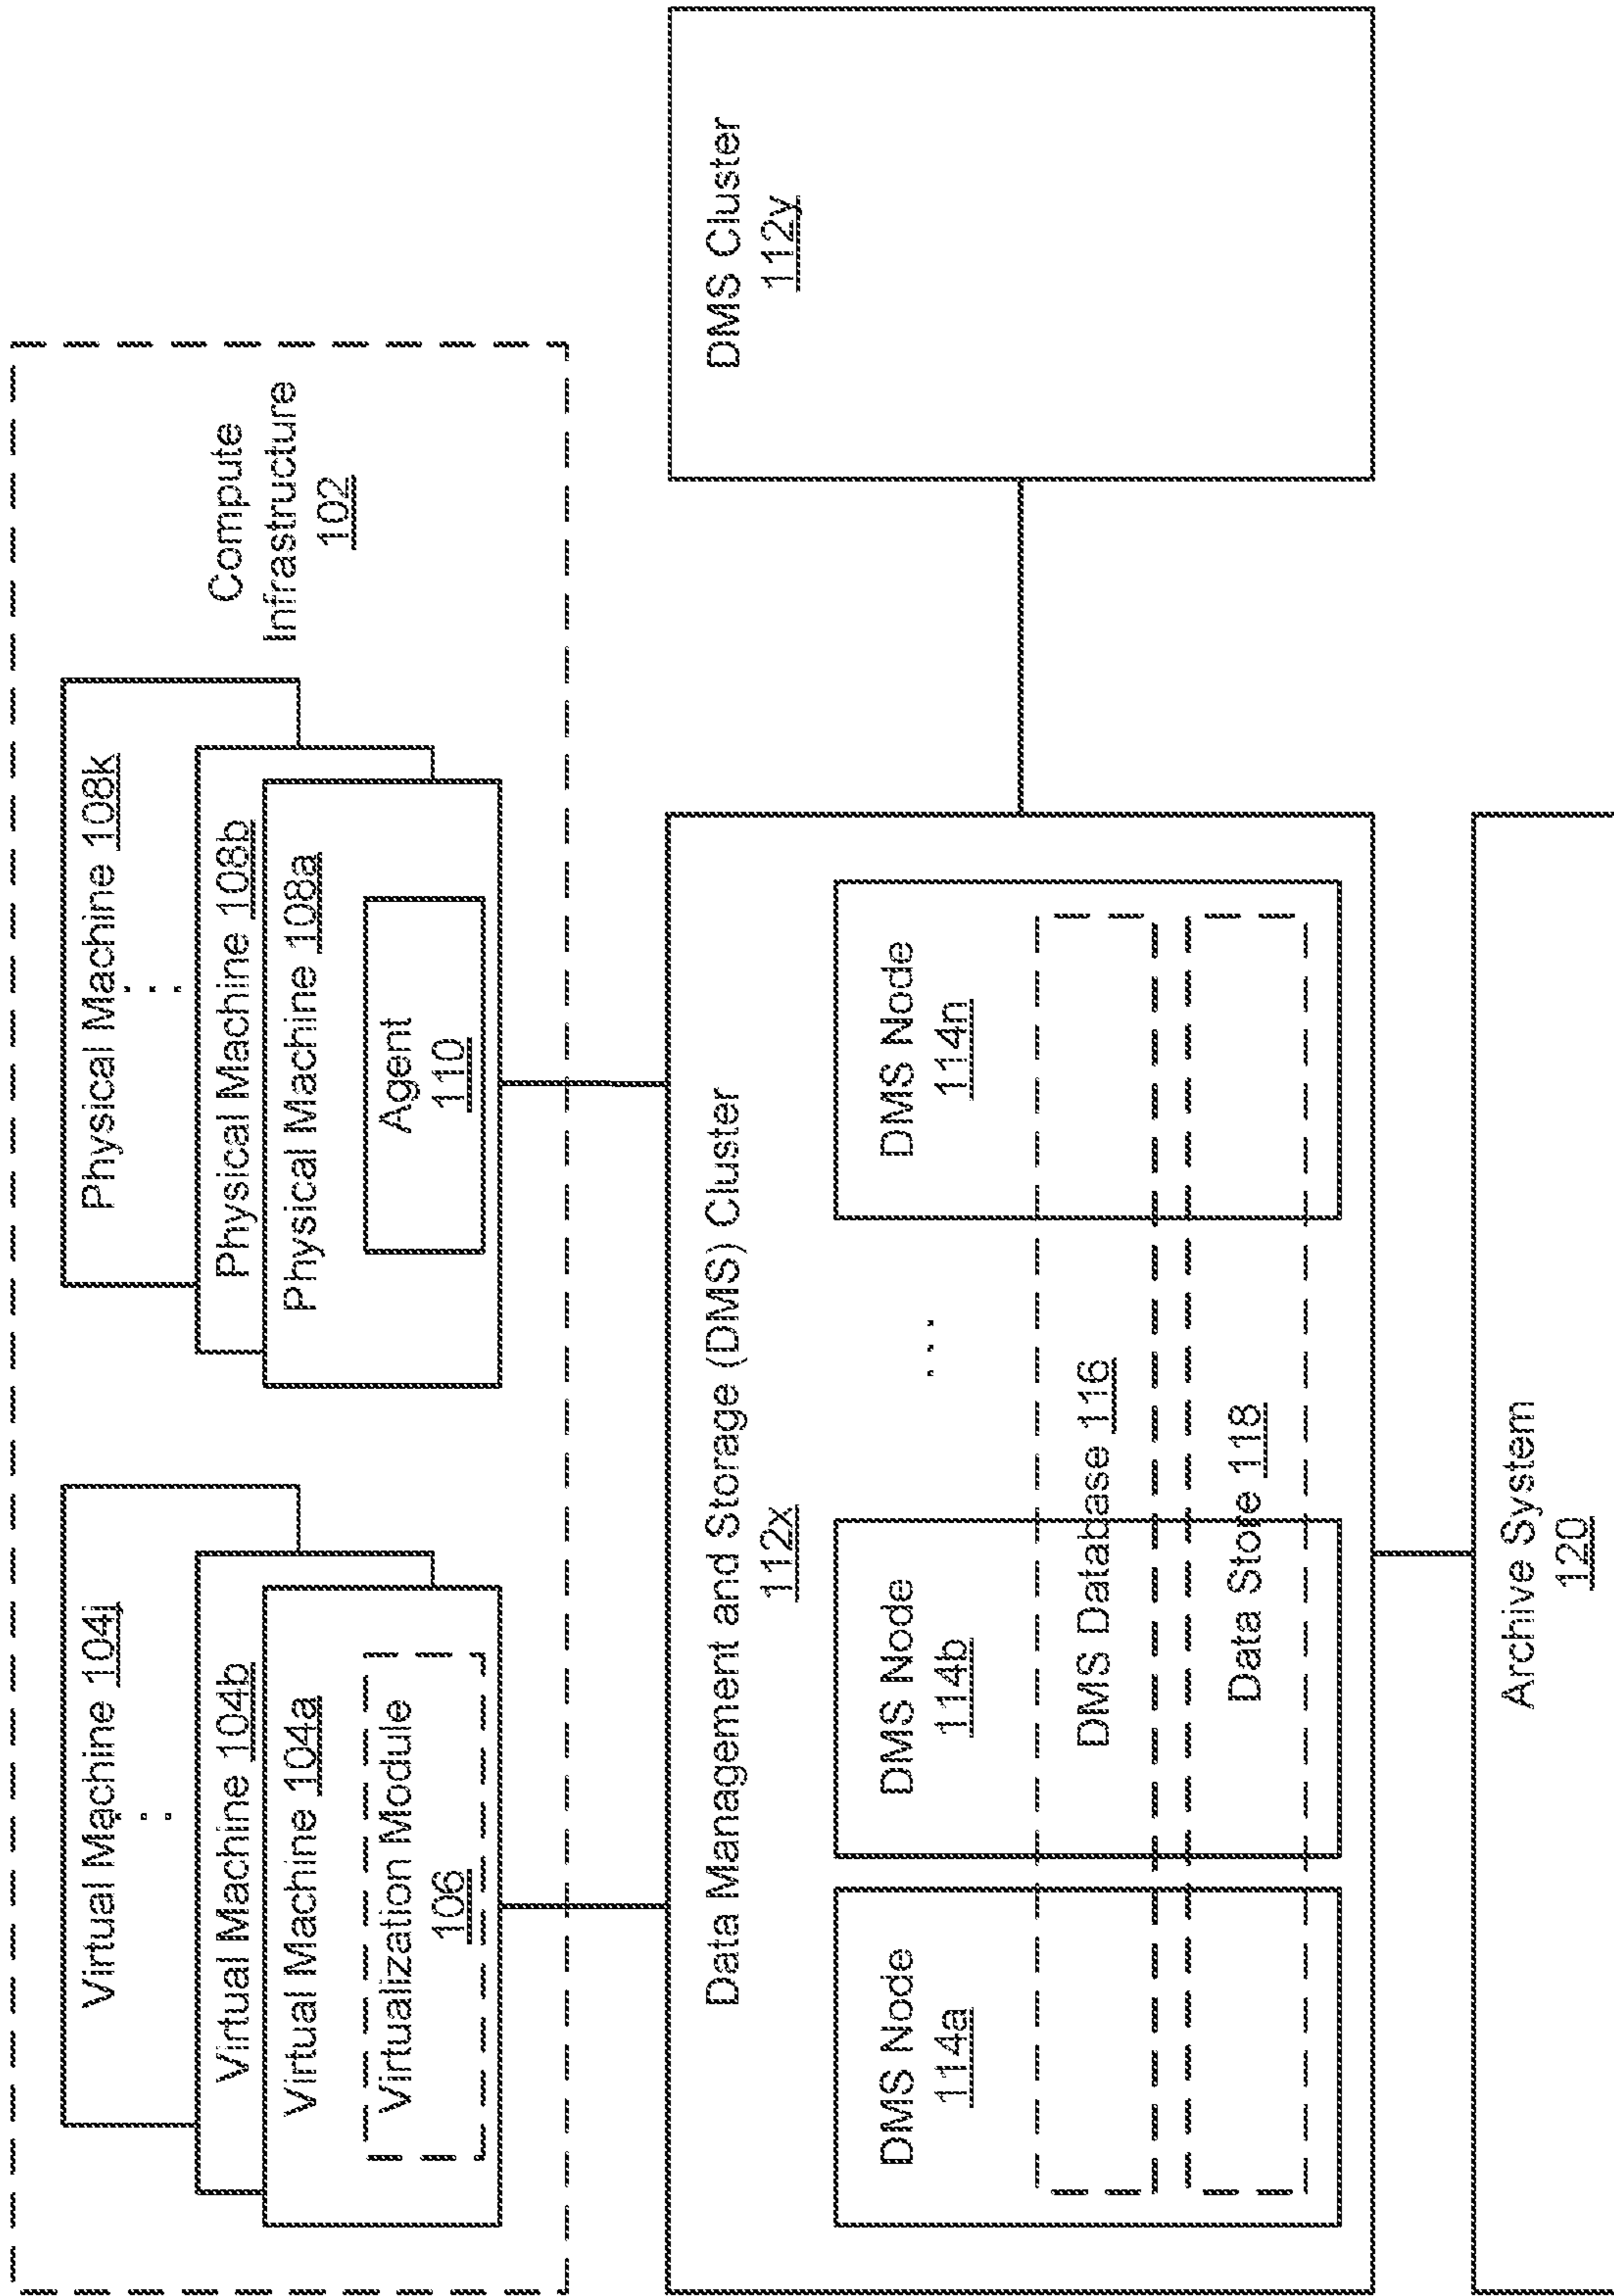 Compute
Infrastructure
102
Virtual Machine 104j
Virtual Machine 104b
Virtual Machine 104a
Virtualization Module
106
Physical Machine 108k
Physical Machine 108b
Physical Machine 108a
Agent
110
Data Management and Storage (DMS) Cluster
112x
DMS Node
114a
DMS Node
114b
...
DMS Node
114n
DMS Database 116
Data Store 118
DMS Cluster
112y
Archive System
120